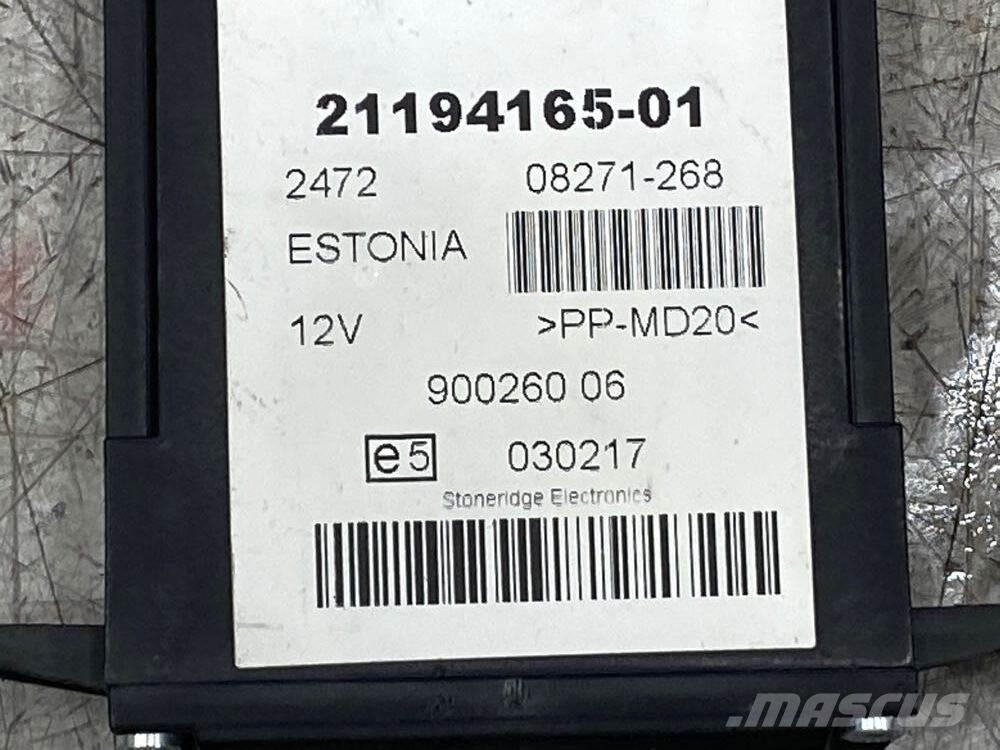 21194165-01
2472 08271-268
ESTONIA
12V >PP-MD20<
900260 06
e5 030217
Stoneridge Electronics
MASCUS